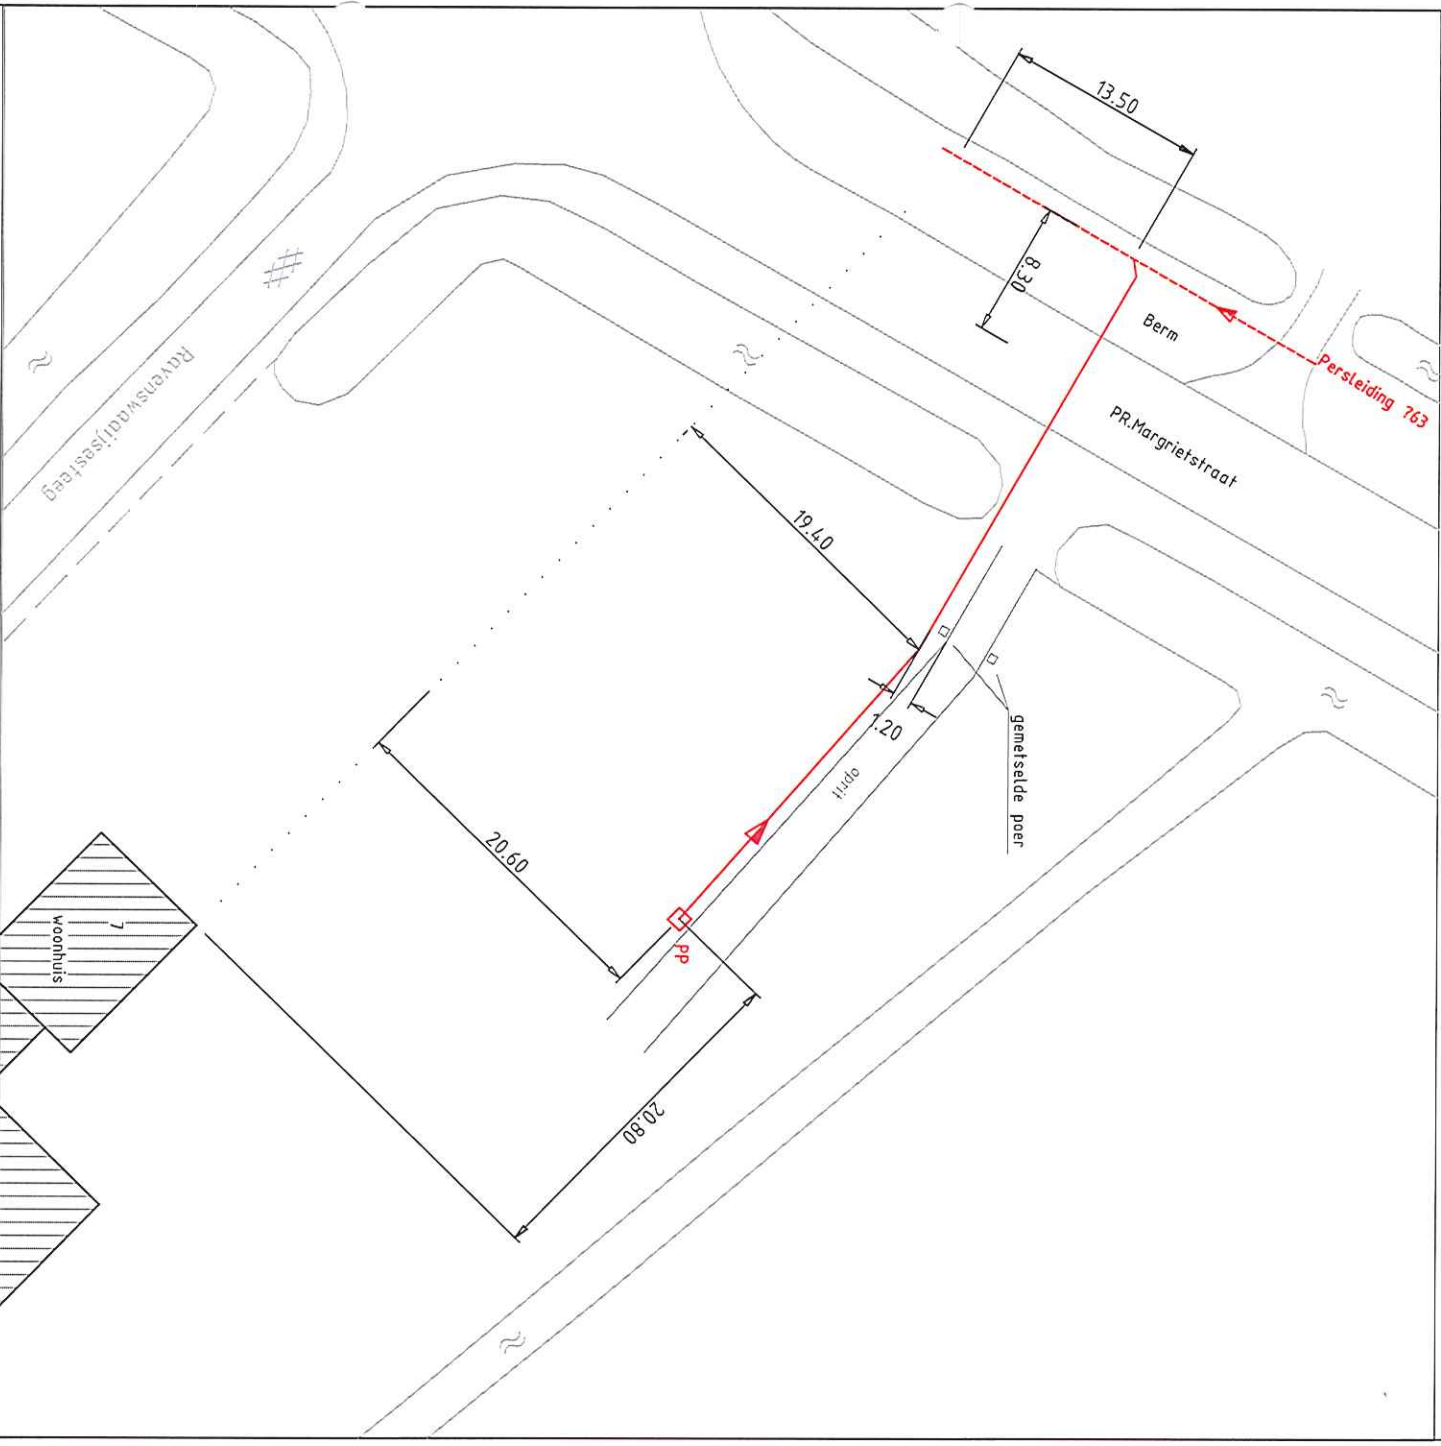 13.50
8.30
Berm
Persleiding ?63
PR.Margrietstraat
Ravenswaaijsesteeg
19.40
1.20
gemetselde poer
oprit
20.60
PP
7
woonhuis
20.80